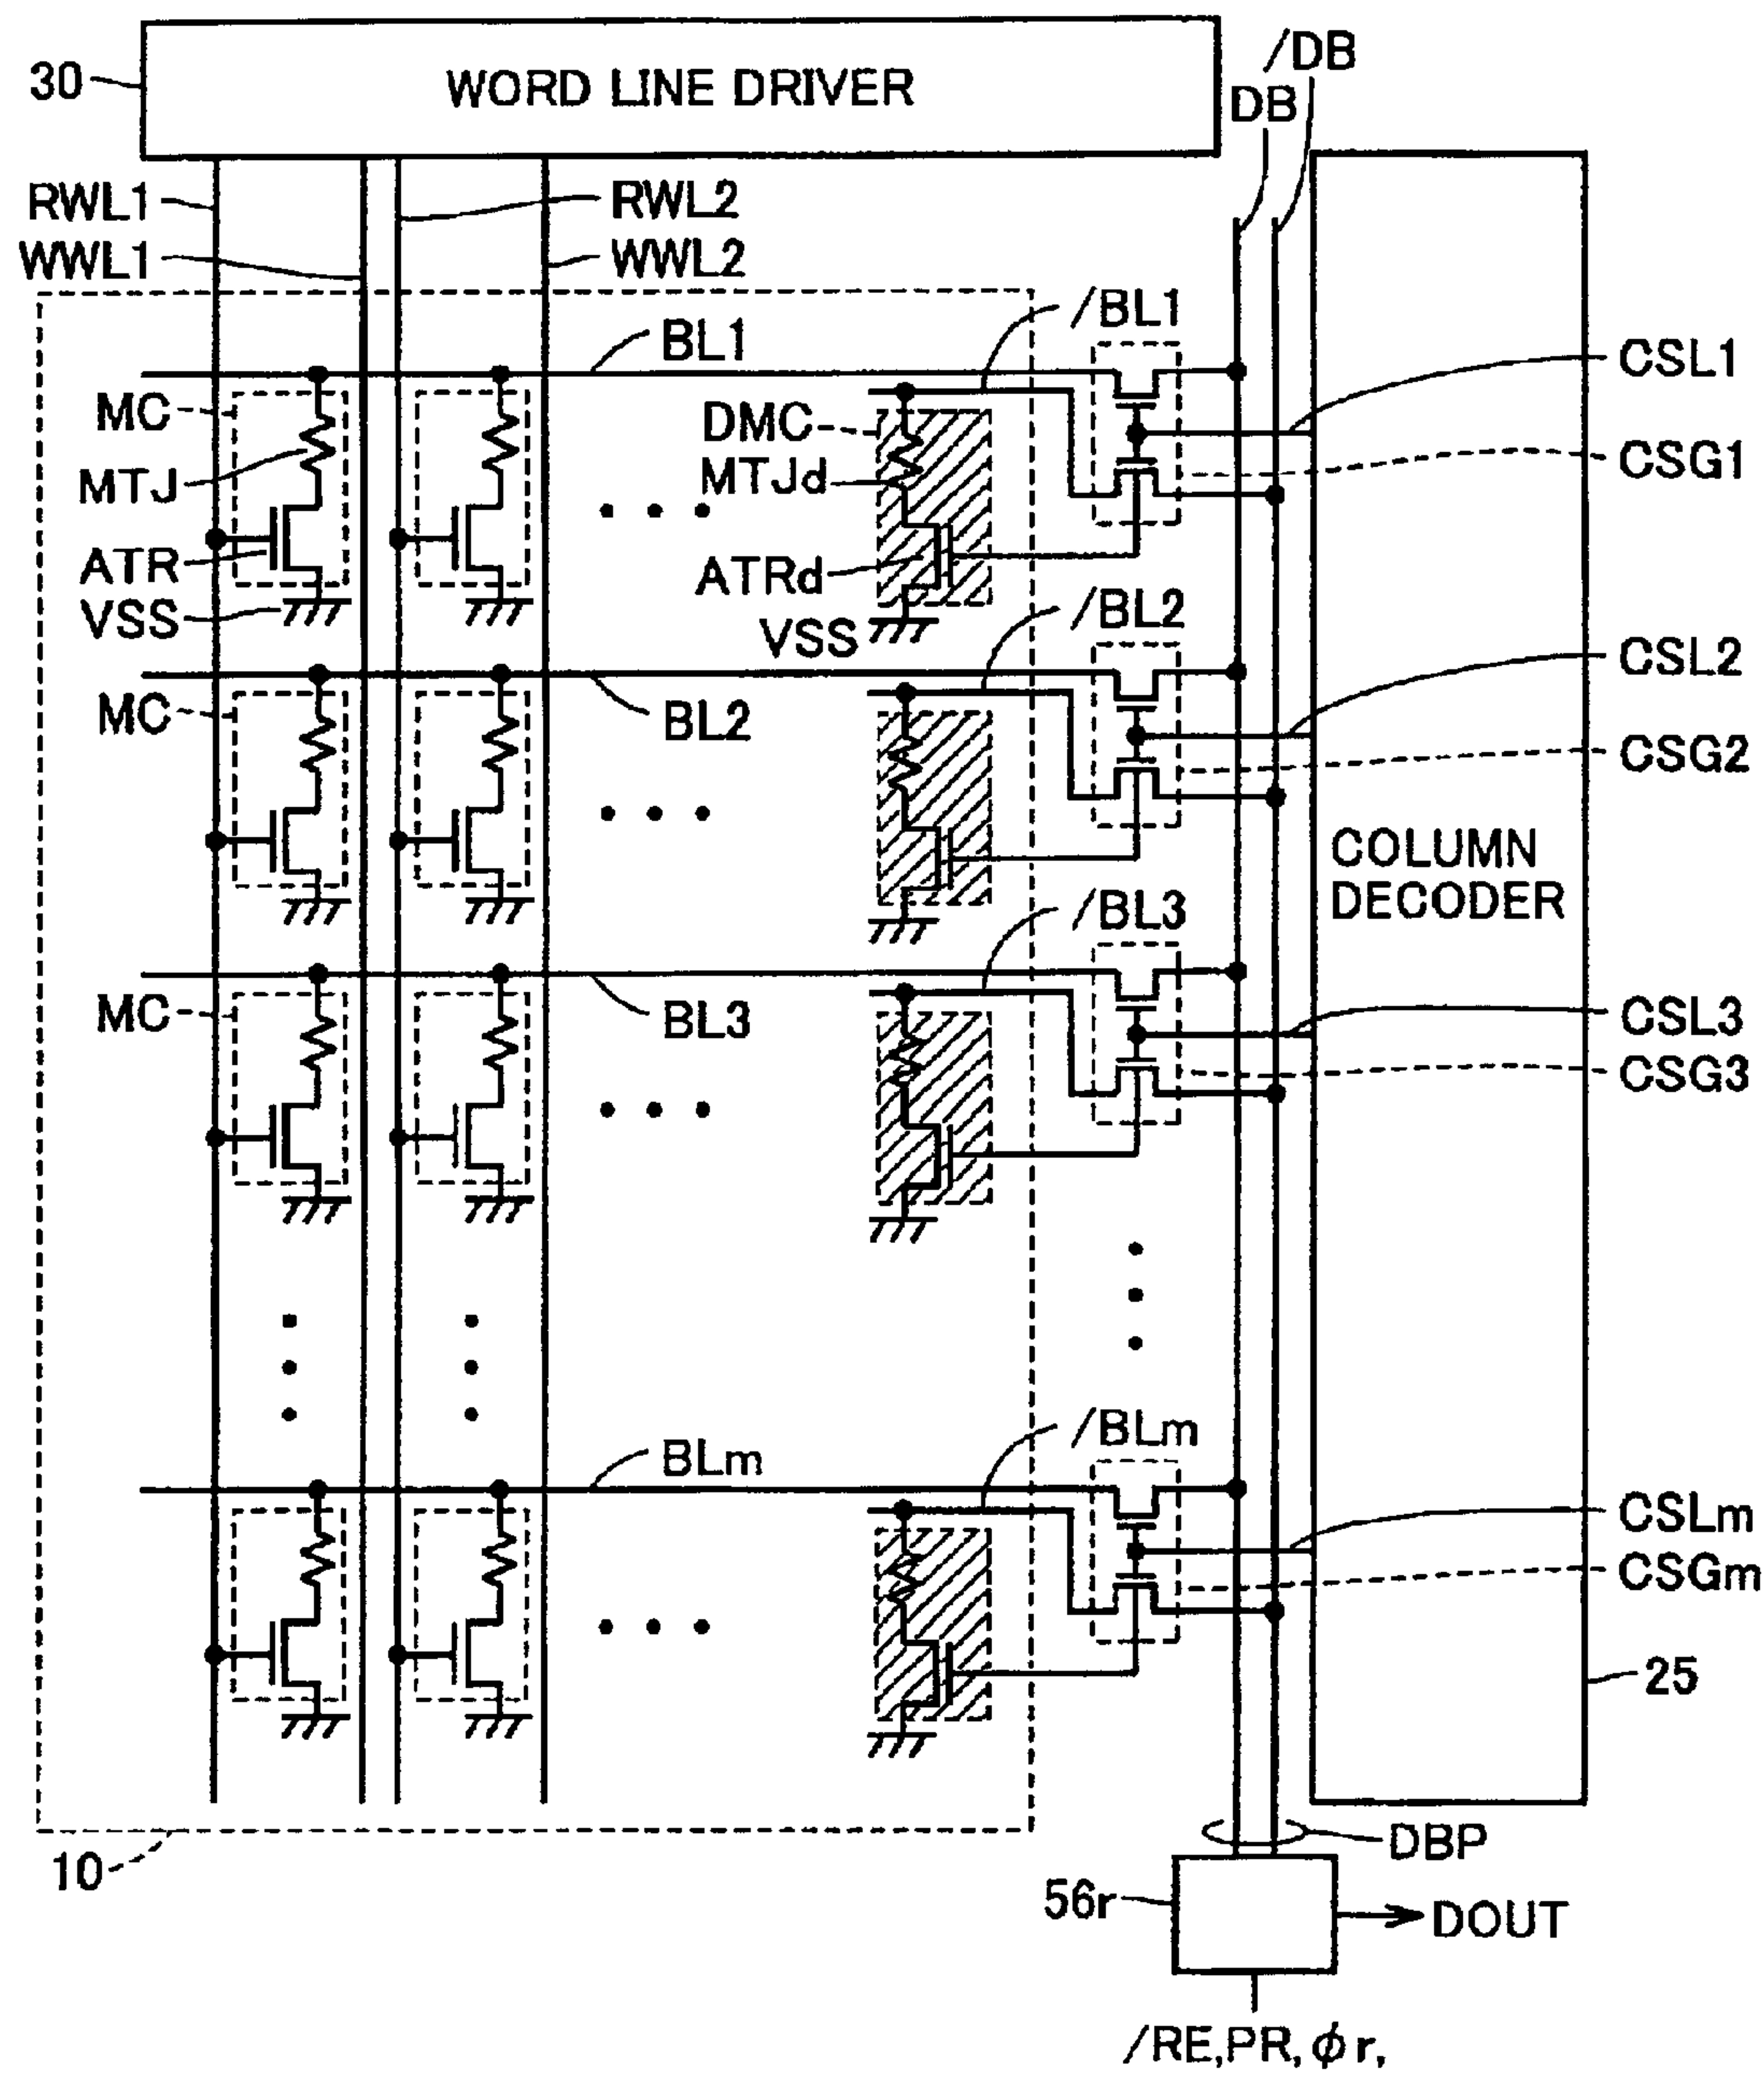 30
WORD LINE DRIVER
/DB
DB
RWL1
RWL2
WWL1
WWL2
/BL1
BL1
CSL1
MC
DMC
CSG1
MTJ
MTJd
ATR
ATRd
VSS
VSS
/BL2
CSL2
MC
BL2
CSG2
COLUMN
DECODER
/BL3
MC
BL3
CSL3
CSG3
/BLm
BLm
CSLm
CSGm
25
10
DBP
56r
DOUT
/RE,PR,φr,